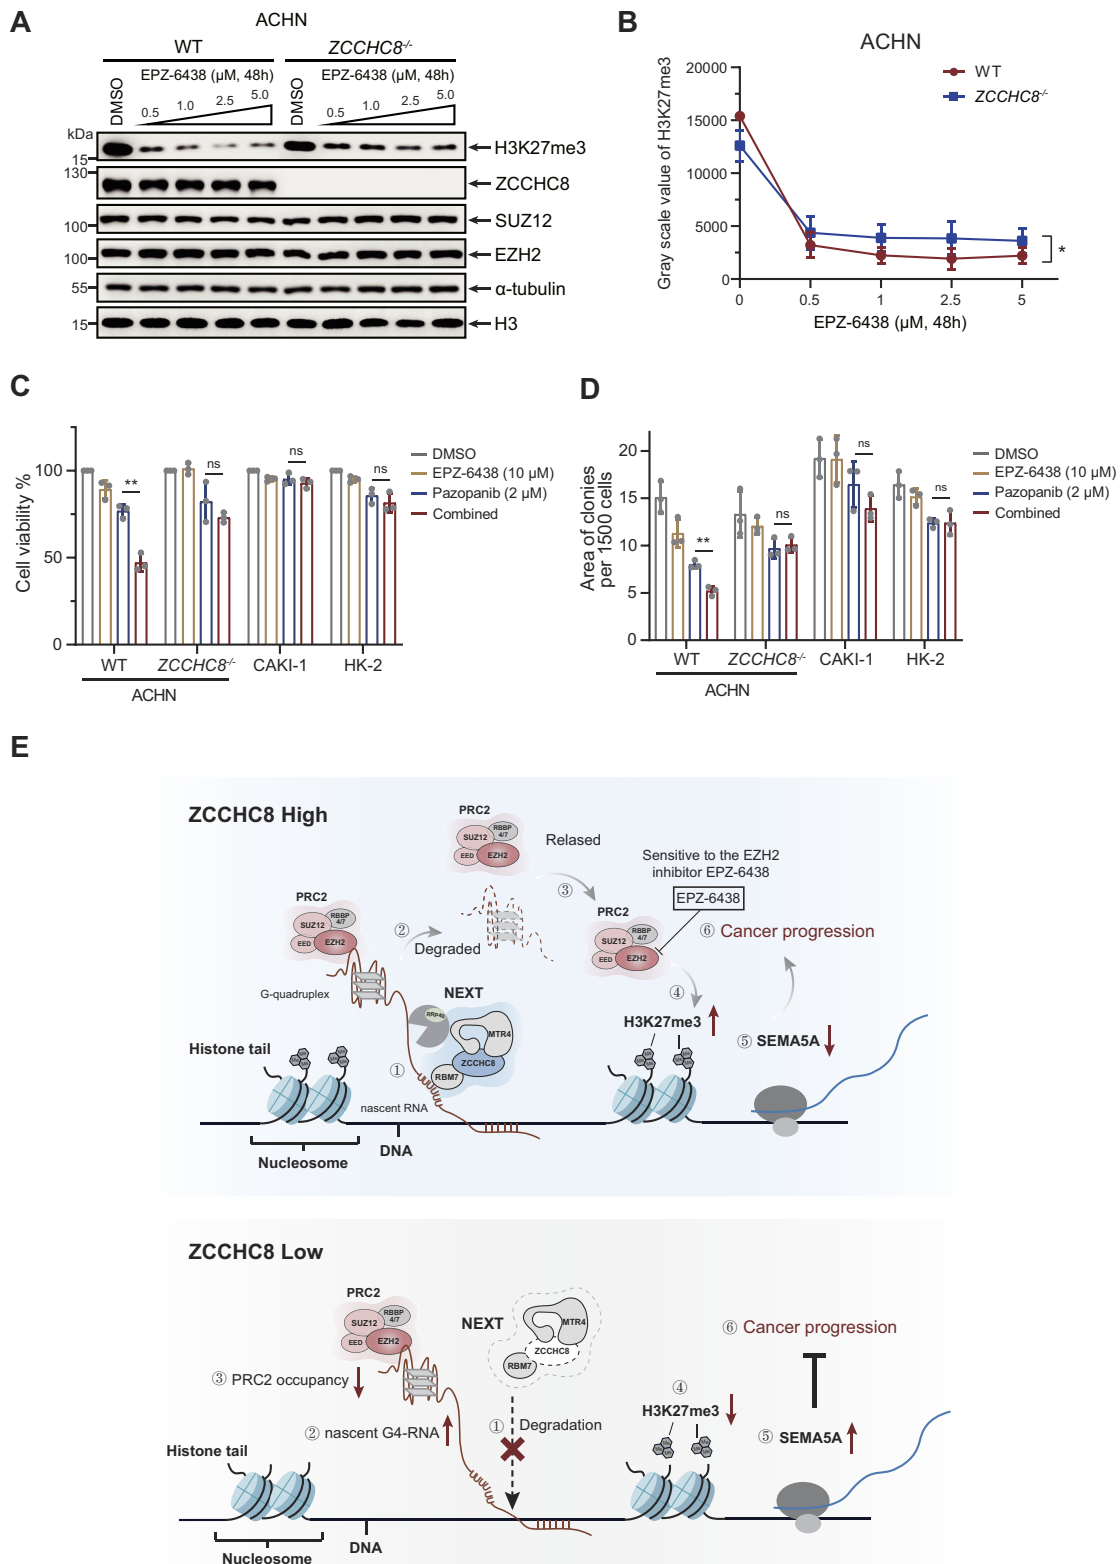 A
ACHN
WT
ZCCHC8-/-
DMSO
EPZ-6438 (µM, 48h)
0.5
1.0
2.5
5.0
DMSO
EPZ-6438 (µM, 48h)
0.5
1.0
2.5
5.0
kDa
15
H3K27me3
130
ZCCHC8
100
SUZ12
100
EZH2
55
α-tubulin
15
H3
B
ACHN
Gray scale value of H3K27me3
20000
15000
10000
5000
0
0
0.5
1
2.5
5
EPZ-6438 (µM, 48h)
WT
ZCCHC8-/-
*
C
Cell viability %
100
50
0
**
ns
ns
ns
DMSO
EPZ-6438 (10 µM)
Pazopanib (2 µM)
Combined
WT
ZCCHC8-/-
CAKI-1
HK-2
ACHN
D
Area of clonies
per 1500 cells
20
15
10
5
0
**
ns
ns
ns
DMSO
EPZ-6438 (10 µM)
Pazopanib (2 µM)
Combined
WT
ZCCHC8-/-
CAKI-1
HK-2
ACHN
E
ZCCHC8 High
PRC2
SUZ12
RBBP
4/7
EED
EZH2
Relased
③
Sensitive to the EZH2
inhibitor EPZ-6438
EPZ-6438
PRC2
SUZ12
RBBP
4/7
EED
EZH2
②
Degraded
PRC2
SUZ12
RBBP
4/7
EED
EZH2
⑥ Cancer progression
G-quadruplex
NEXT
RRP40
MTR4
ZCCHC8
RBM7
①
④
H3K27me3
⑤ SEMA5A
Histone tail
nascent RNA
Nucleosome
DNA
ZCCHC8 Low
PRC2
SUZ12
RBBP
4/7
EED
EZH2
NEXT
MTR4
ZCCHC8
RBM7
⑥ Cancer progression
③ PRC2 occupancy
② nascent G4-RNA
①
Degradation
④
H3K27me3
⑤ SEMA5A
Histone tail
Nucleosome
DNA